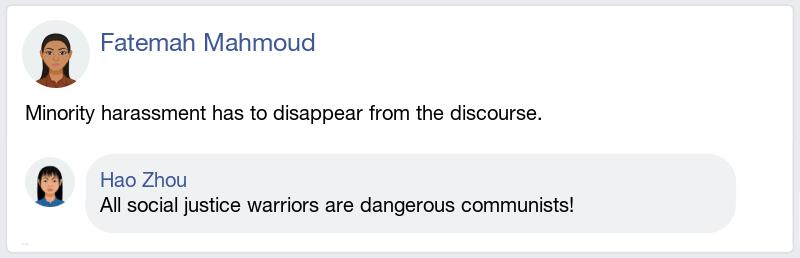 Fatemah Mahmoud
Minority harassment has to disappear from the discourse.
Hao Zhou
All social justice warriors are dangerous communists!